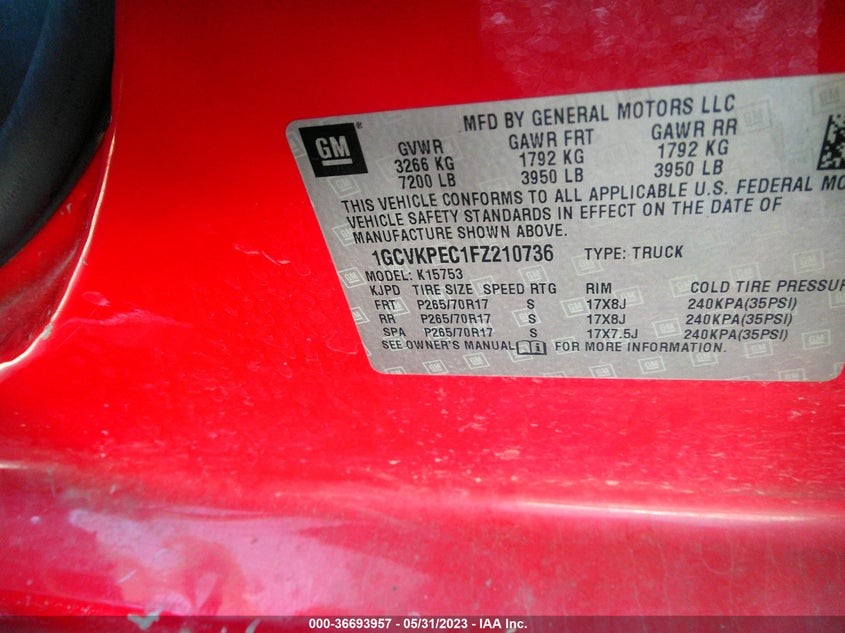 MFD BY GENERAL MOTORS LLC
GM®
GVWR GAWR FRT GAWR RR
3266 KG 1792 KG 1792 KG
7200 LB 3950 LB 3950 LB
THIS VEHICLE CONFORMS TO ALL APPLICABLE U.S. FEDERAL MO
VEHICLE SAFETY STANDARDS IN EFFECT ON THE DATE OF
MANUFACTURE SHOWN ABOVE.
1GCVKPEC1FZ210736 TYPE: TRUCK
MODEL: K15753
KJPD TIRE SIZE SPEED RTG RIM COLD TIRE PRESSUR
FRT P265/70R17 S 17X8J 240KPA(35PSI)
RR P265/70R17 S 17X8J 240KPA(35PSI)
SPA P265/70R17 S 17X7.5J 240KPA(35PSI)
SEE OWNER'S MANUAL FOR MORE INFORMATION.
000-36693957 - 05/31/2023 - IAA Inc.